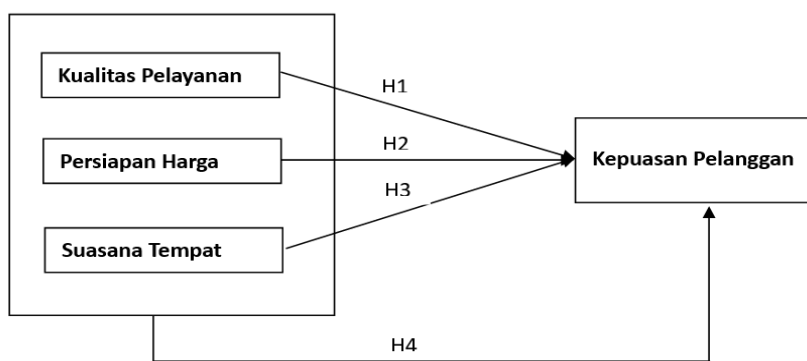 Kualitas Pelayanan
H1
Persiapan Harga
H2
Kepuasan Pelanggan
H3
Suasana Tempat
H4